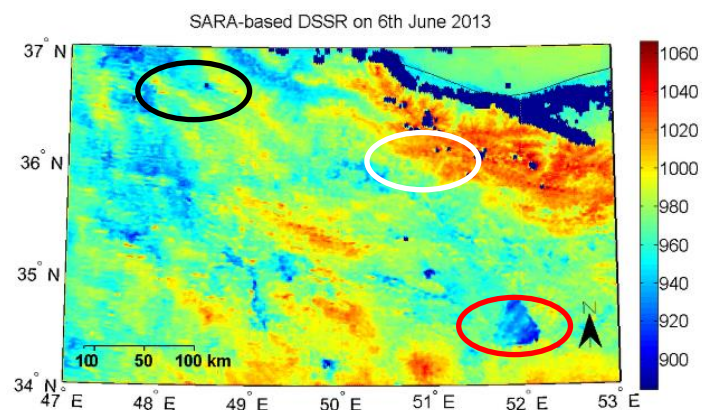 SARA-based DSSR on 6th June 2013
37° N
36° N
35° N
34° N
47° E
48° E
49° E
50° E
51° E
52° E
53° E
100 50 100 km
N
1060
1040
1020
1000
980
960
940
920
900